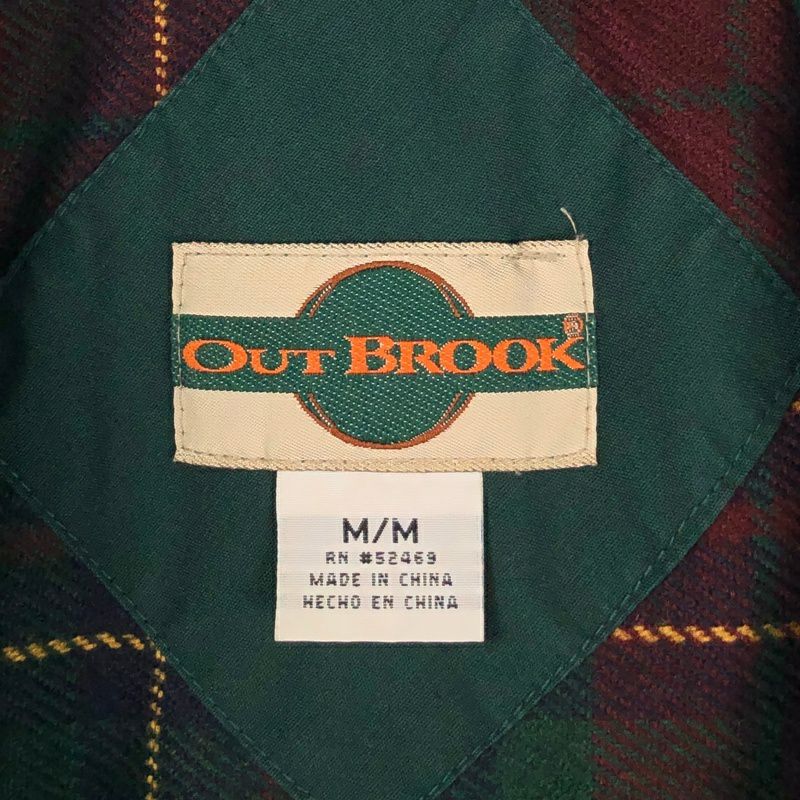 OUT BROOK®
M/M
RN #52469
MADE IN CHINA
HECHO EN CHINA